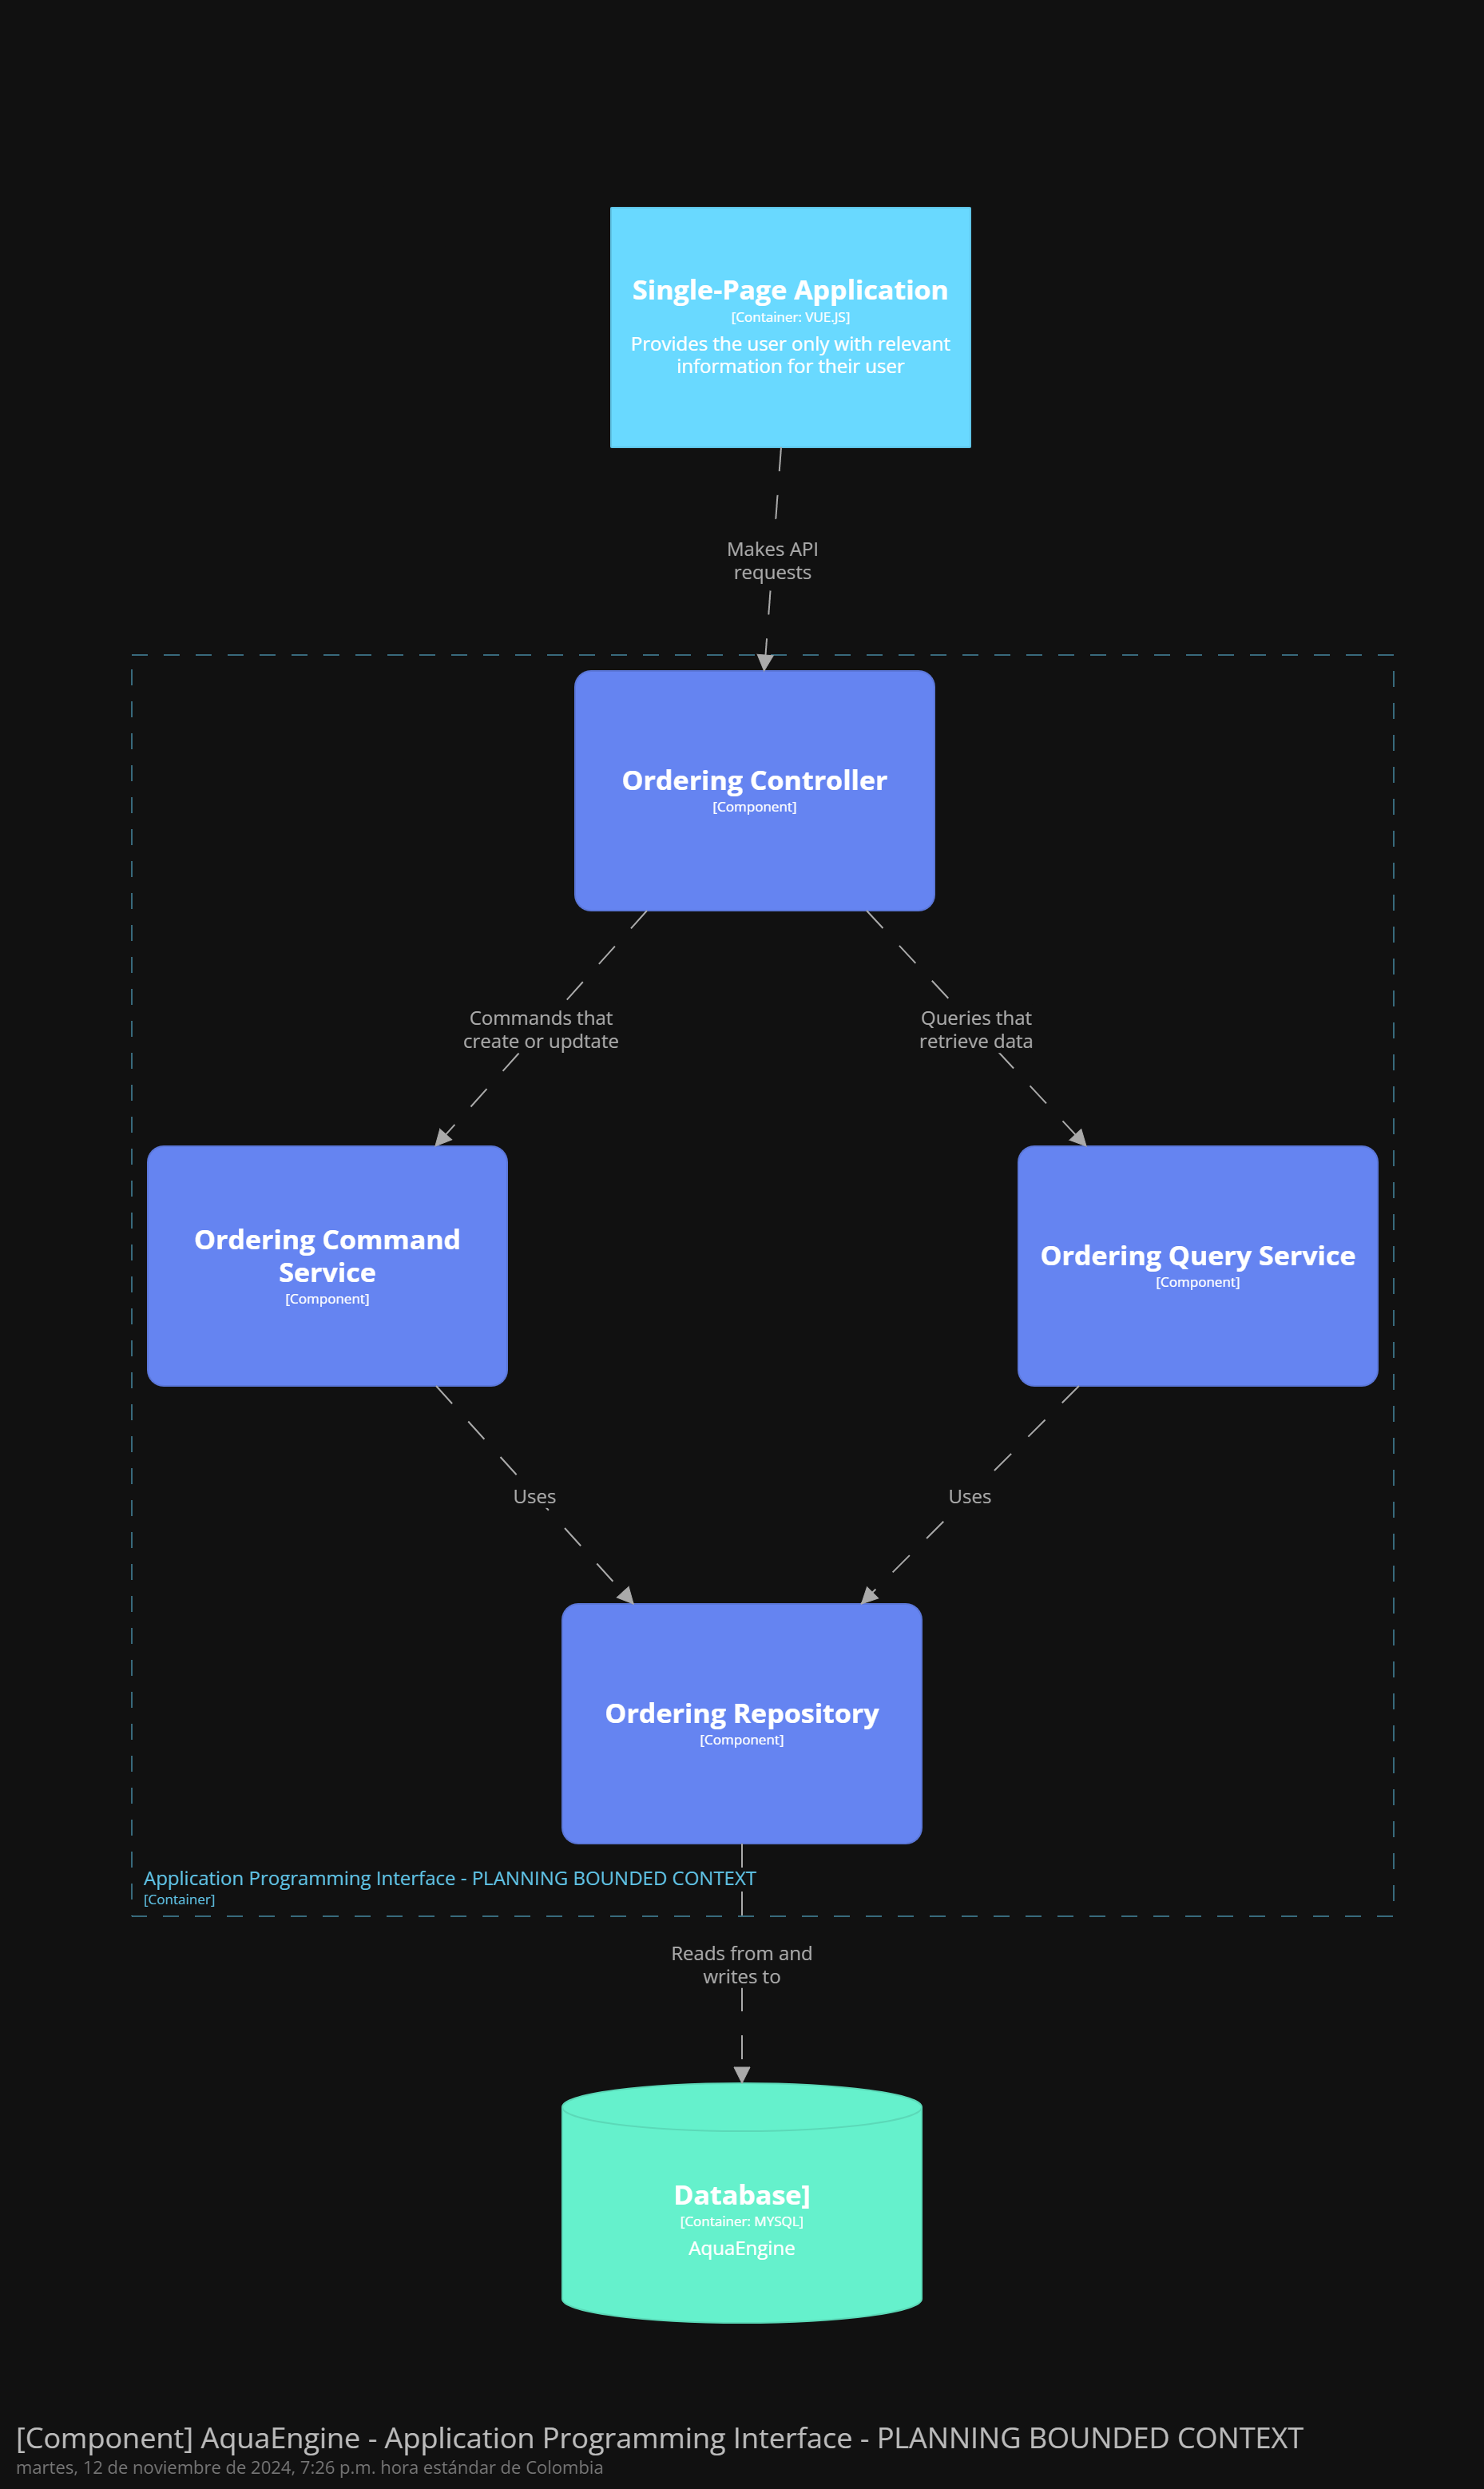 Single-Page Application
[Container: VUE.JS]
Provides the user only with relevant
information for their user
Makes API
requests
Ordering Controller
[Component]
Commands that
create or updtate
Queries that
retrieve data
Ordering Command
Service
[Component]
Ordering Query Service
[Component]
Uses
Uses
Ordering Repository
[Component]
Application Programming Interface - PLANNING BOUNDED CONTEXT
[Container]
Reads from and
writes to
Database]
[Container: MYSQL]
AquaEngine
[Component] AquaEngine - Application Programming Interface - PLANNING BOUNDED CONTEXT
martes, 12 de noviembre de 2024, 7:26 p.m. hora estándar de Colombia